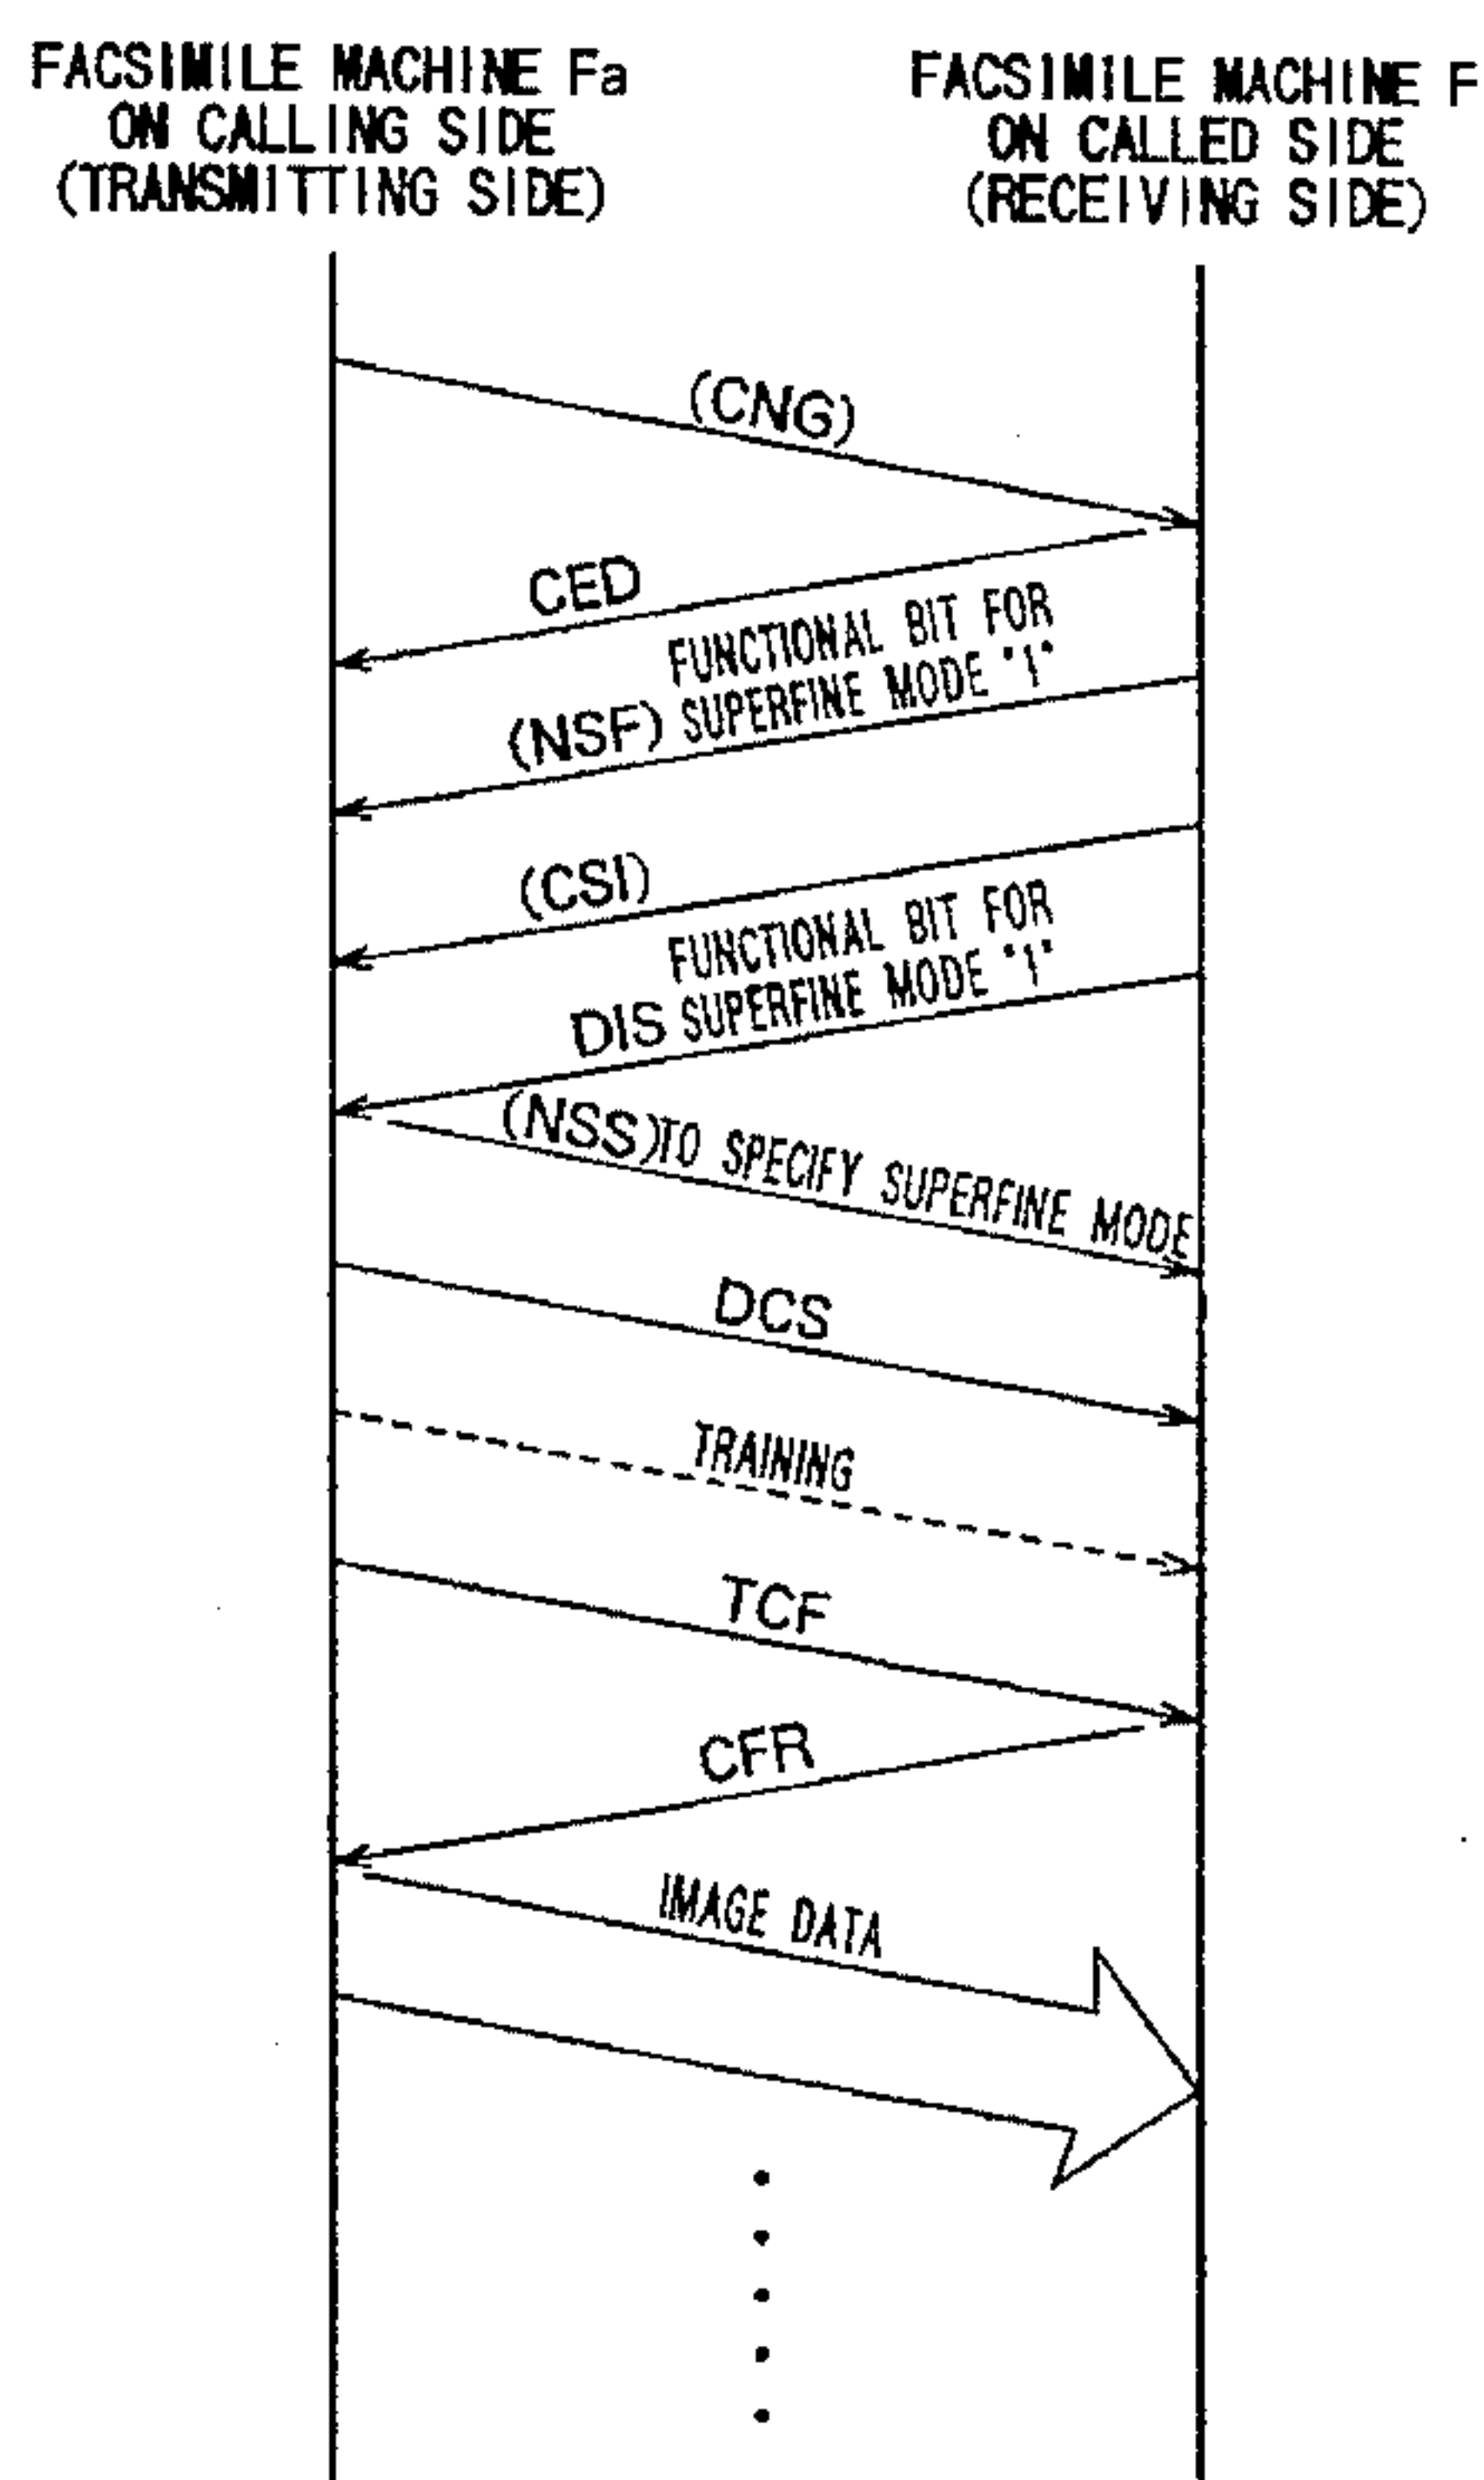 FACSIMILE MACHINE Fa
ON CALLING SIDE
(TRANSMITTING SIDE)
FACSIMILE MACHINE F
ON CALLED SIDE
(RECEIVING SIDE)
(CNG)
CED
FUNCTIONAL BIT FOR
(NSF) SUPERFINE MODE "1"
(CSI)
FUNCTIONAL BIT FOR
DIS SUPERFINE MODE "1"
(NSS)TO SPECIFY SUPERFINE MODE
DCS
TRAINING
TCF
CFR
IMAGE DATA